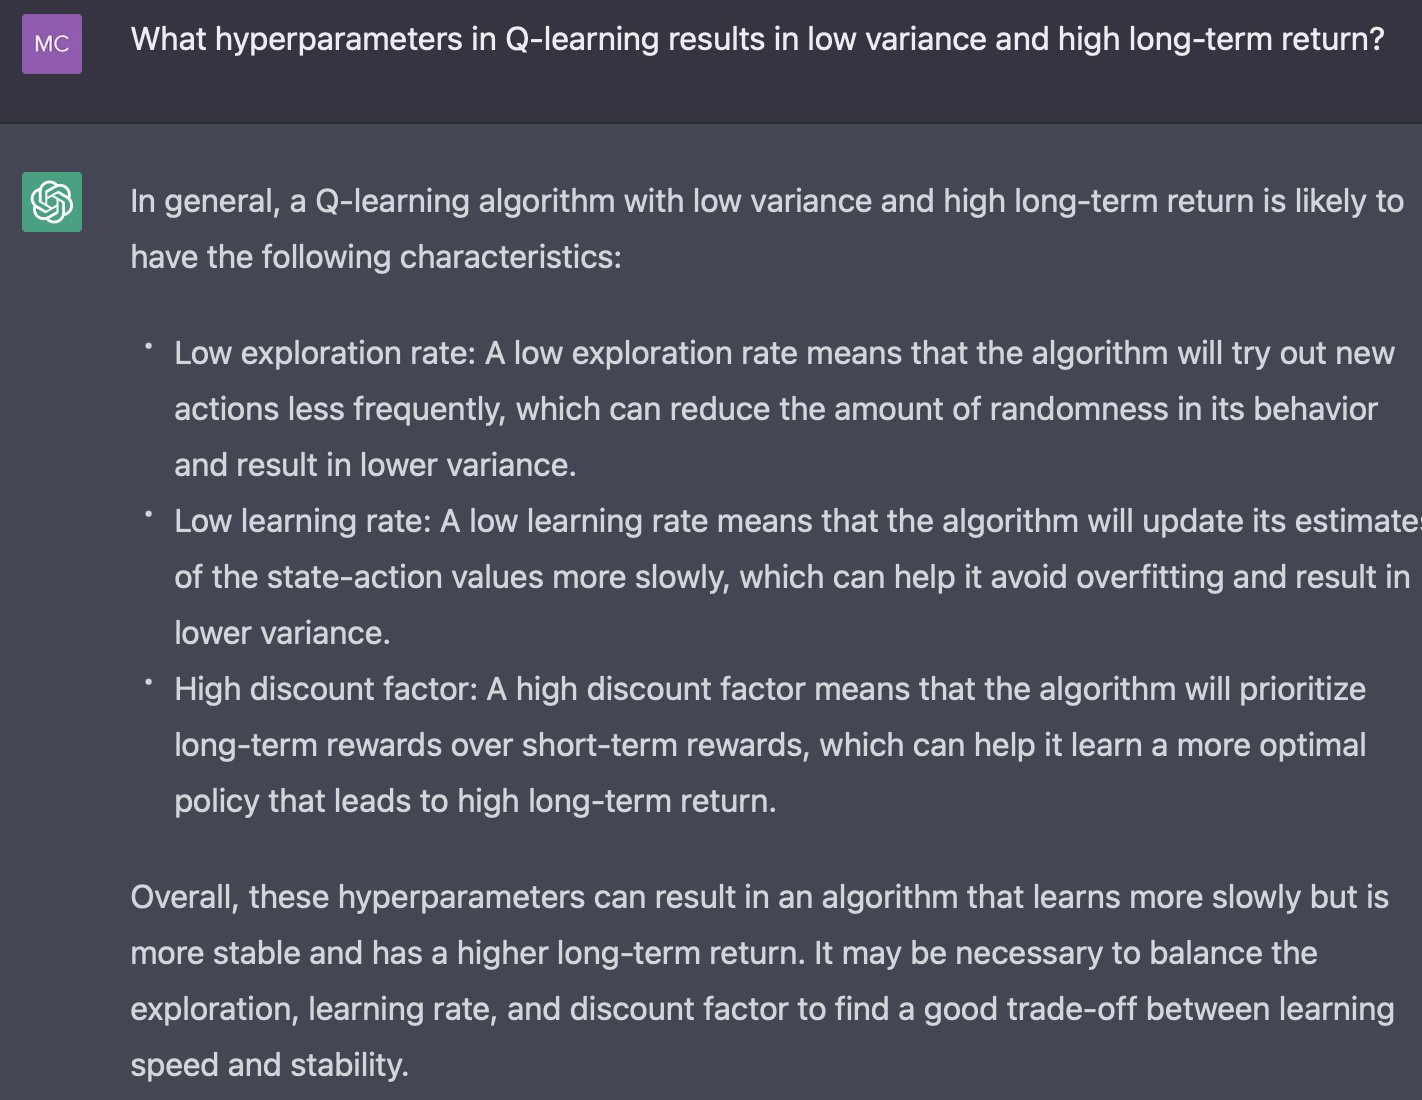 MC
What hyperparameters in Q-learning results in low variance and high long-term return?
In general, a Q-learning algorithm with low variance and high long-term return is likely to
have the following characteristics:
• Low exploration rate: A low exploration rate means that the algorithm will try out new
actions less frequently, which can reduce the amount of randomness in its behavior
and result in lower variance.
• Low learning rate: A low learning rate means that the algorithm will update its estimates
of the state-action values more slowly, which can help it avoid overfitting and result in
lower variance.
• High discount factor: A high discount factor means that the algorithm will prioritize
long-term rewards over short-term rewards, which can help it learn a more optimal
policy that leads to high long-term return.
Overall, these hyperparameters can result in an algorithm that learns more slowly but is
more stable and has a higher long-term return. It may be necessary to balance the
exploration, learning rate, and discount factor to find a good trade-off between learning
speed and stability.